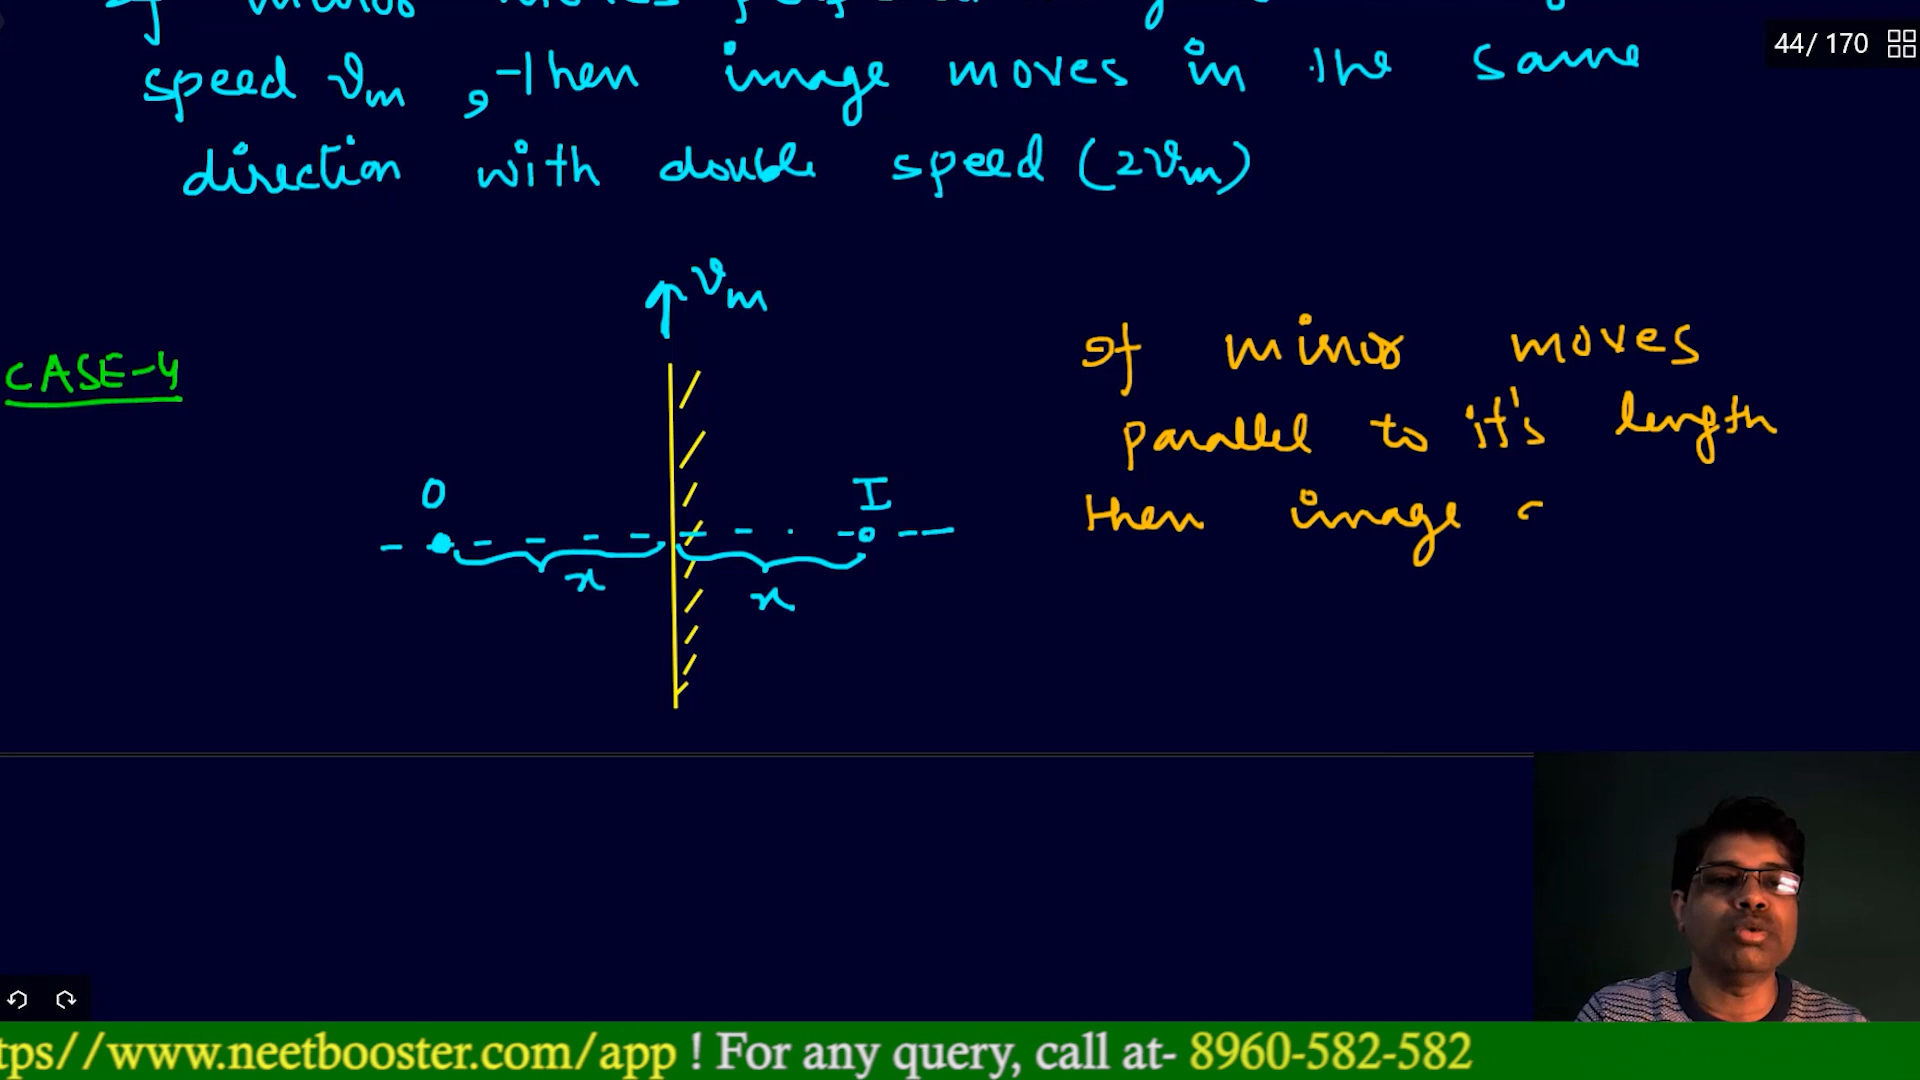 44/ 170
speed vm , then image moves in the same
direction with double speed (2vm)
vm
CASE-4
If mirror moves
parallel to it's length
then image
O
I
x
x
tps//www.neetbooster.com/app ! For any query, call at- 8960-582-582